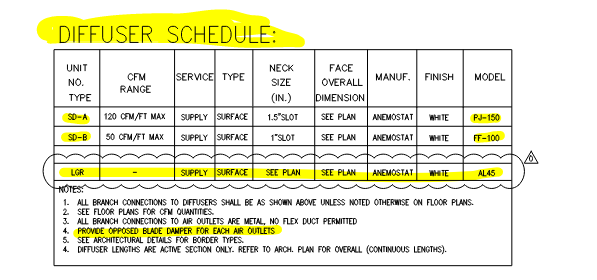 DIFFUSER SCHEDULE:
UNIT NO. TYPE CFM RANGE SERVICE TYPE NECK SIZE (IN.) FACE OVERALL DIMENSION MANUF. FINISH MODEL
SD-A 120 CFM/FT MAX SUPPLY SURFACE 1.5"SLOT SEE PLAN ANEMOSTAT WHITE PJ-150
SD-B 50 CFM/FT MAX SUPPLY SURFACE 1"SLOT SEE PLAN ANEMOSTAT WHITE FF-100
LGR - SUPPLY SURFACE SEE PLAN SEE PLAN ANEMOSTAT WHITE AL45
NOTES:
1. ALL BRANCH CONNECTIONS TO DIFFUSERS SHALL BE AS SHOWN ABOVE UNLESS NOTED OTHERWISE ON FLOOR PLANS.
2. SEE FLOOR PLANS FOR CFM QUANTITIES.
3. ALL BRANCH CONNECTIONS TO AIR OUTLETS ARE METAL, NO FLEX DUCT PERMITTED
4. PROVIDE OPPOSED BLADE DAMPER FOR EACH AIR OUTLETS
5. SEE ARCHITECTURAL DETAILS FOR BORDER TYPES.
4. DIFFUSER LENGTHS ARE ACTIVE SECTION ONLY. REFER TO ARCH. PLAN FOR OVERALL (CONTINUOUS LENGTHS).